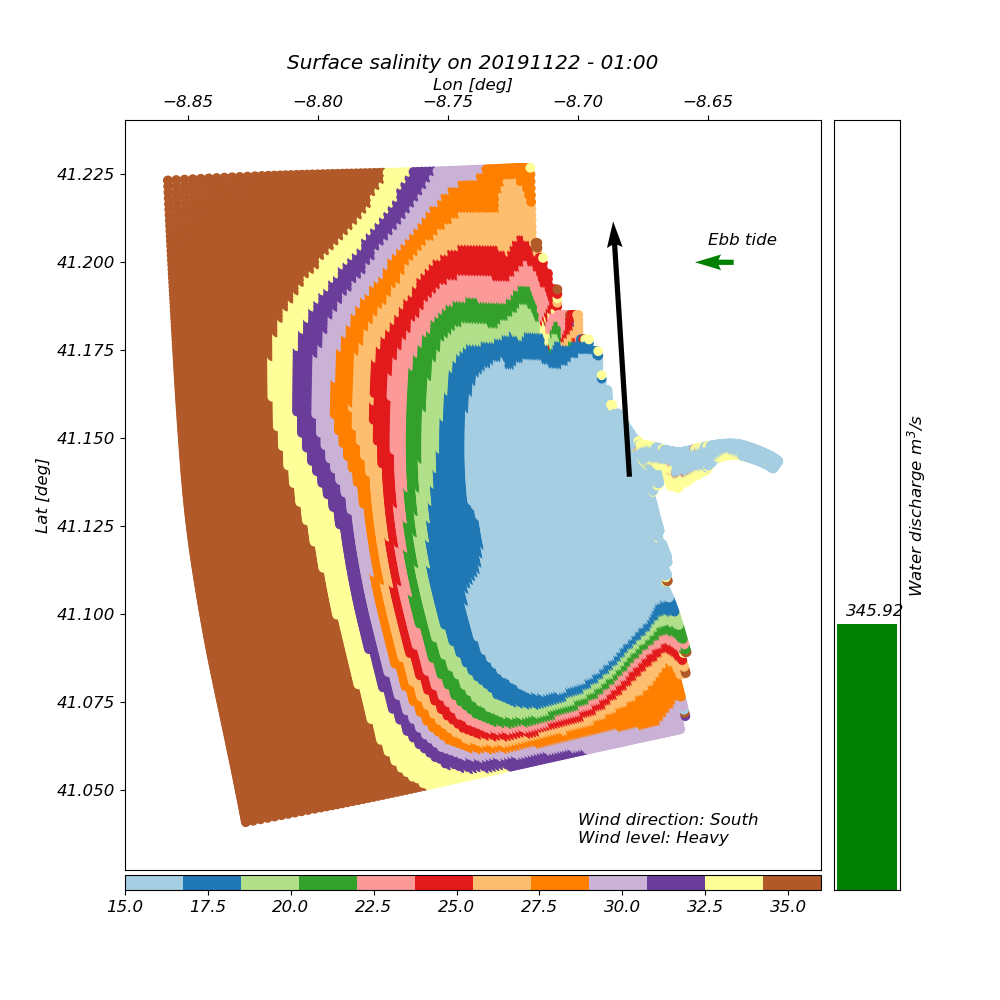 Surface salinity on 20191122 - 01:00
Lon [deg]
−8.85 −8.80 −8.75 −8.70 −8.65
41.225
41.200
41.175
41.150
41.125
41.100
41.075
41.050
Lat [deg]
Ebb tide
Wind direction: South
Wind level: Heavy
345.92
Water discharge m³/s
15.0 17.5 20.0 22.5 25.0 27.5 30.0 32.5 35.0